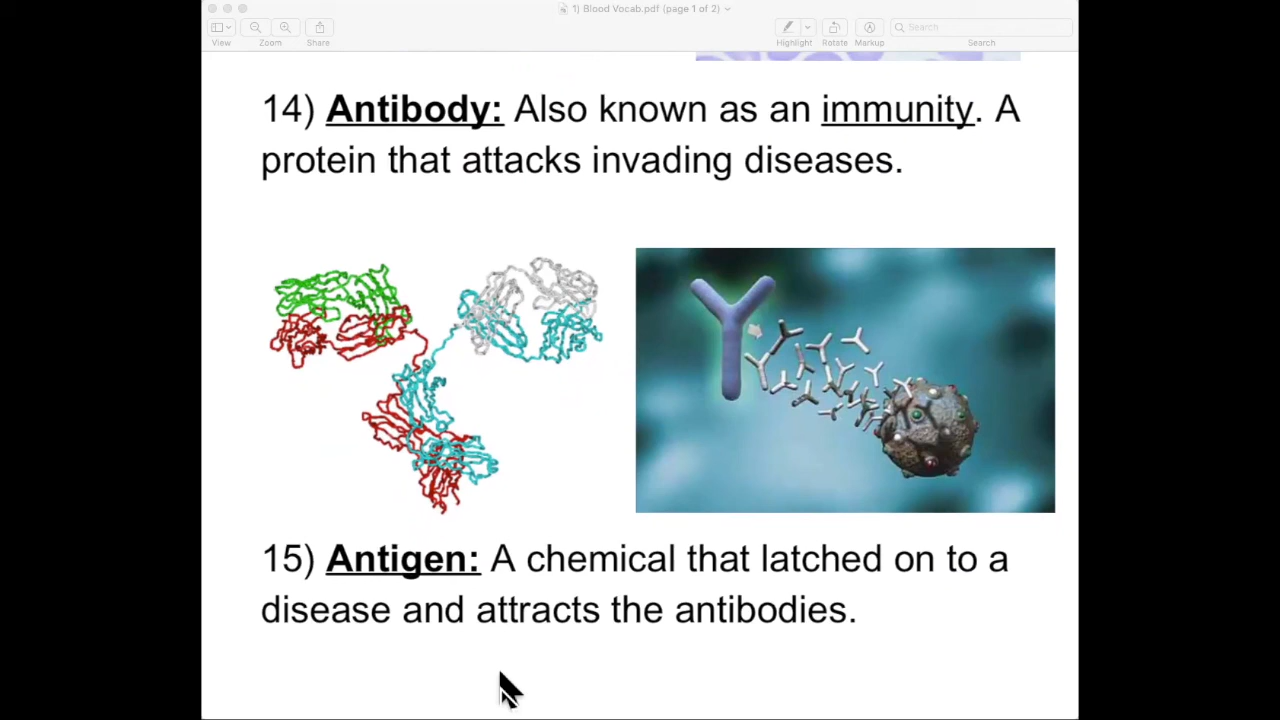 1) Blood Vocab.pdf (page 1 of 2)
View Zoom Share Highlight Rotate Markup Search Search
14) Antibody: Also known as an immunity. A
protein that attacks invading diseases.
15) Antigen: A chemical that latched on to a
disease and attracts the antibodies.